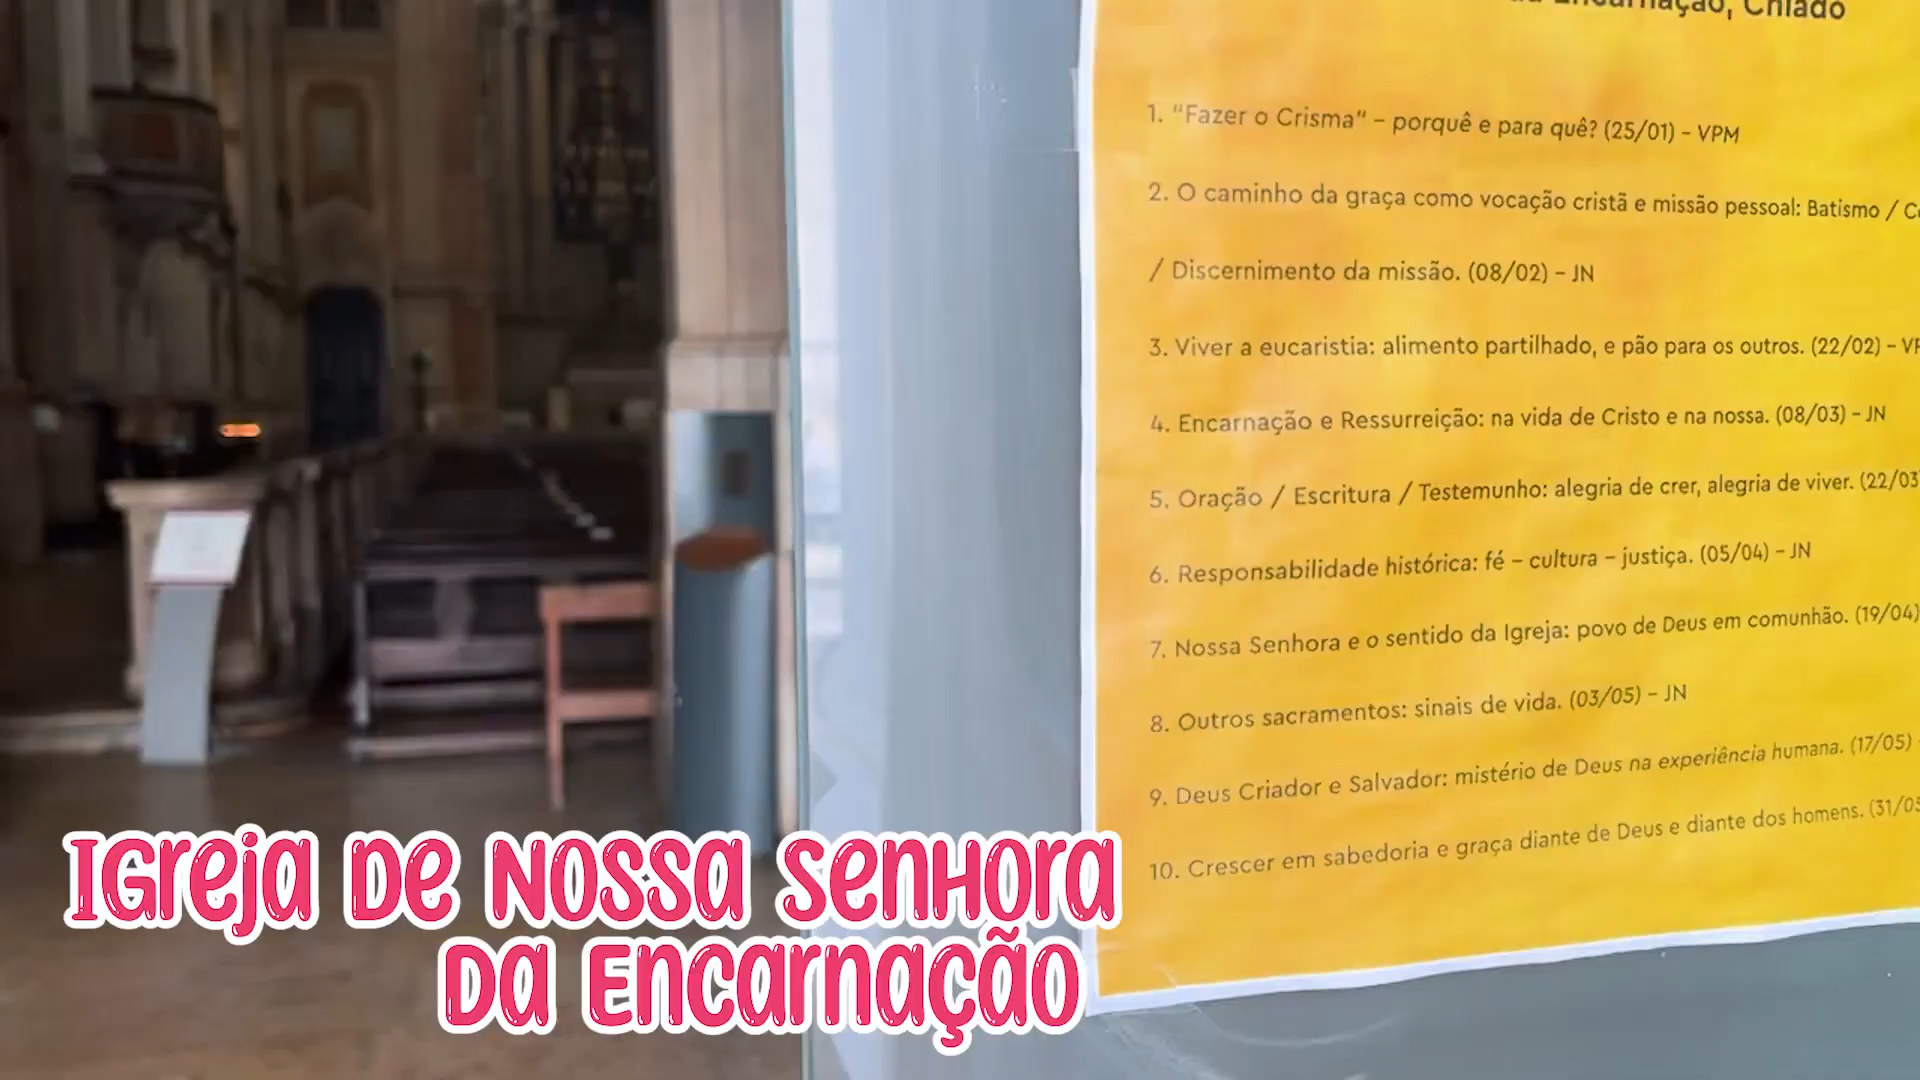 Encarnação, Chiado
1. "Fazer o Crisma" – porquê e para quê? (25/01) – VPM
2. O caminho da graça como vocação cristã e missão pessoal: Batismo /
/ Discernimento da missão. (08/02) – JN
3. Viver a eucaristia: alimento partilhado, e pão para os outros. (22/02) –
4. Encarnação e Ressurreição: na vida de Cristo e na nossa. (08/03) – JN
5. Oração / Escritura / Testemunho: alegria de crer, alegria de viver. (22/03)
6. Responsabilidade histórica: fé – cultura – justiça. (05/04) – JN
7. Nossa Senhora e o sentido da Igreja: povo de Deus em comunhão. (19/04)
8. Outros sacramentos: sinais de vida. (03/05) – JN
9. Deus Criador e Salvador: mistério de Deus na experiência humana. (17/05)
10. Crescer em sabedoria e graça diante de Deus e diante dos homens. (31/05
Igreja de Nossa Senhora
da Encarnação